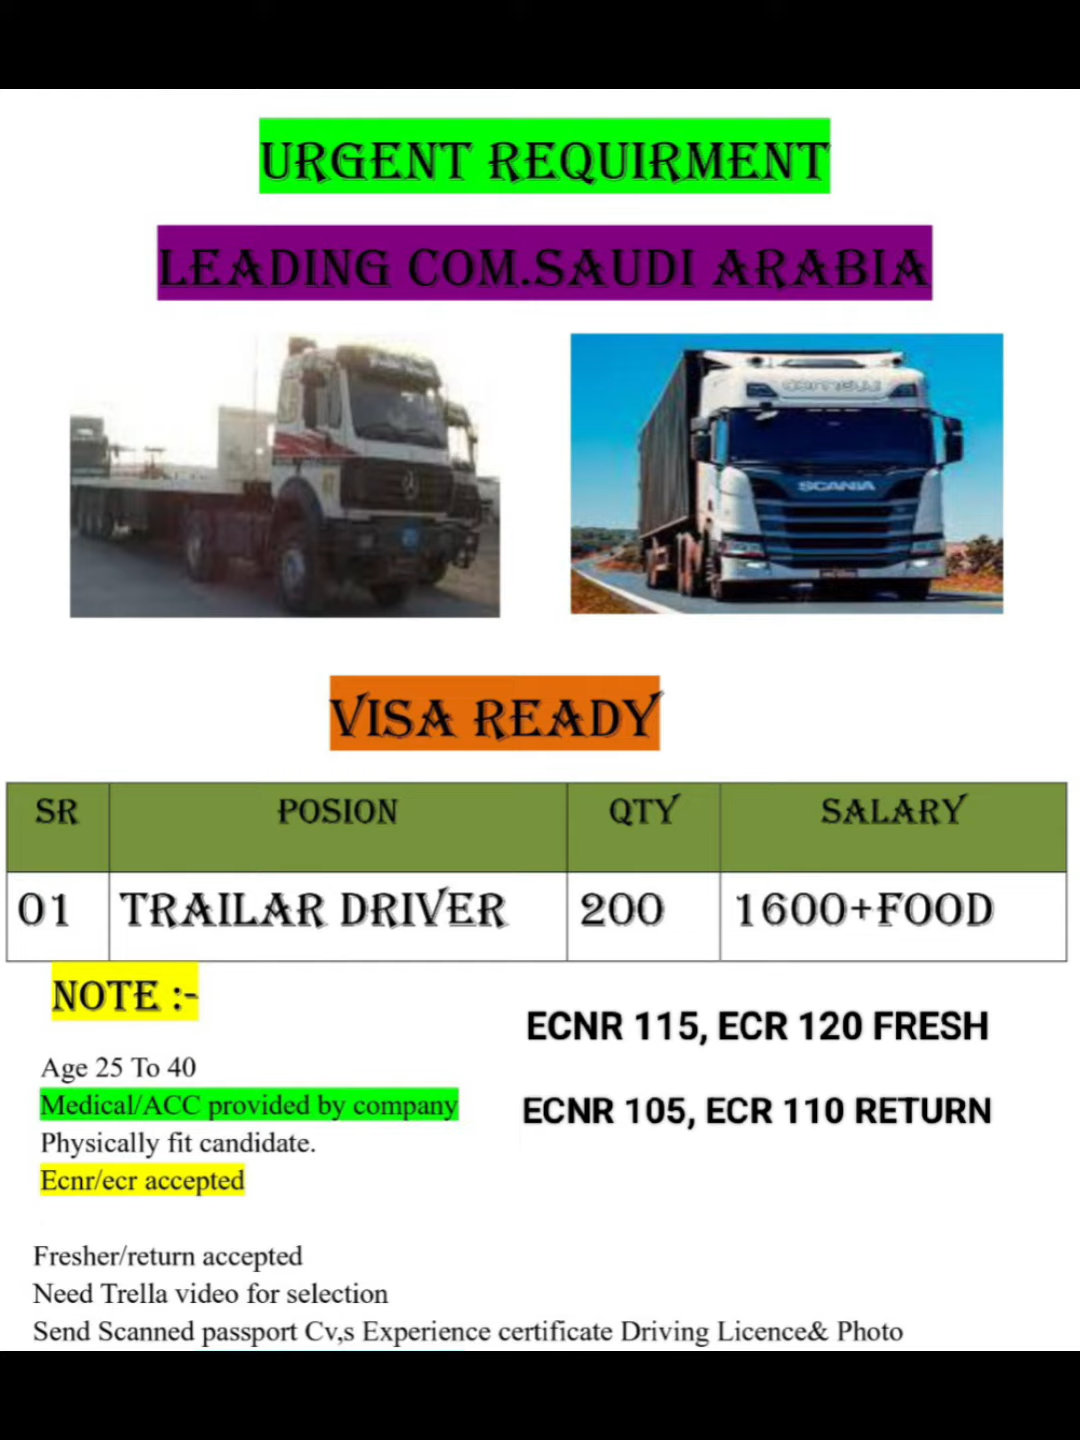 URGENT REQUIRMENT
LEADING COM.SAUDI ARABIA
SCANIA
VISA READY
SR POSION QTY SALARY
01 TRAILAR DRIVER 200 1600+FOOD
NOTE :-
ECNR 115, ECR 120 FRESH
Age 25 To 40
Medical/ACC provided by company
ECNR 105, ECR 110 RETURN
Physically fit candidate.
Ecnr/ecr accepted
Fresher/return accepted
Need Trella video for selection
Send Scanned passport Cv,s Experience certificate Driving Licence& Photo